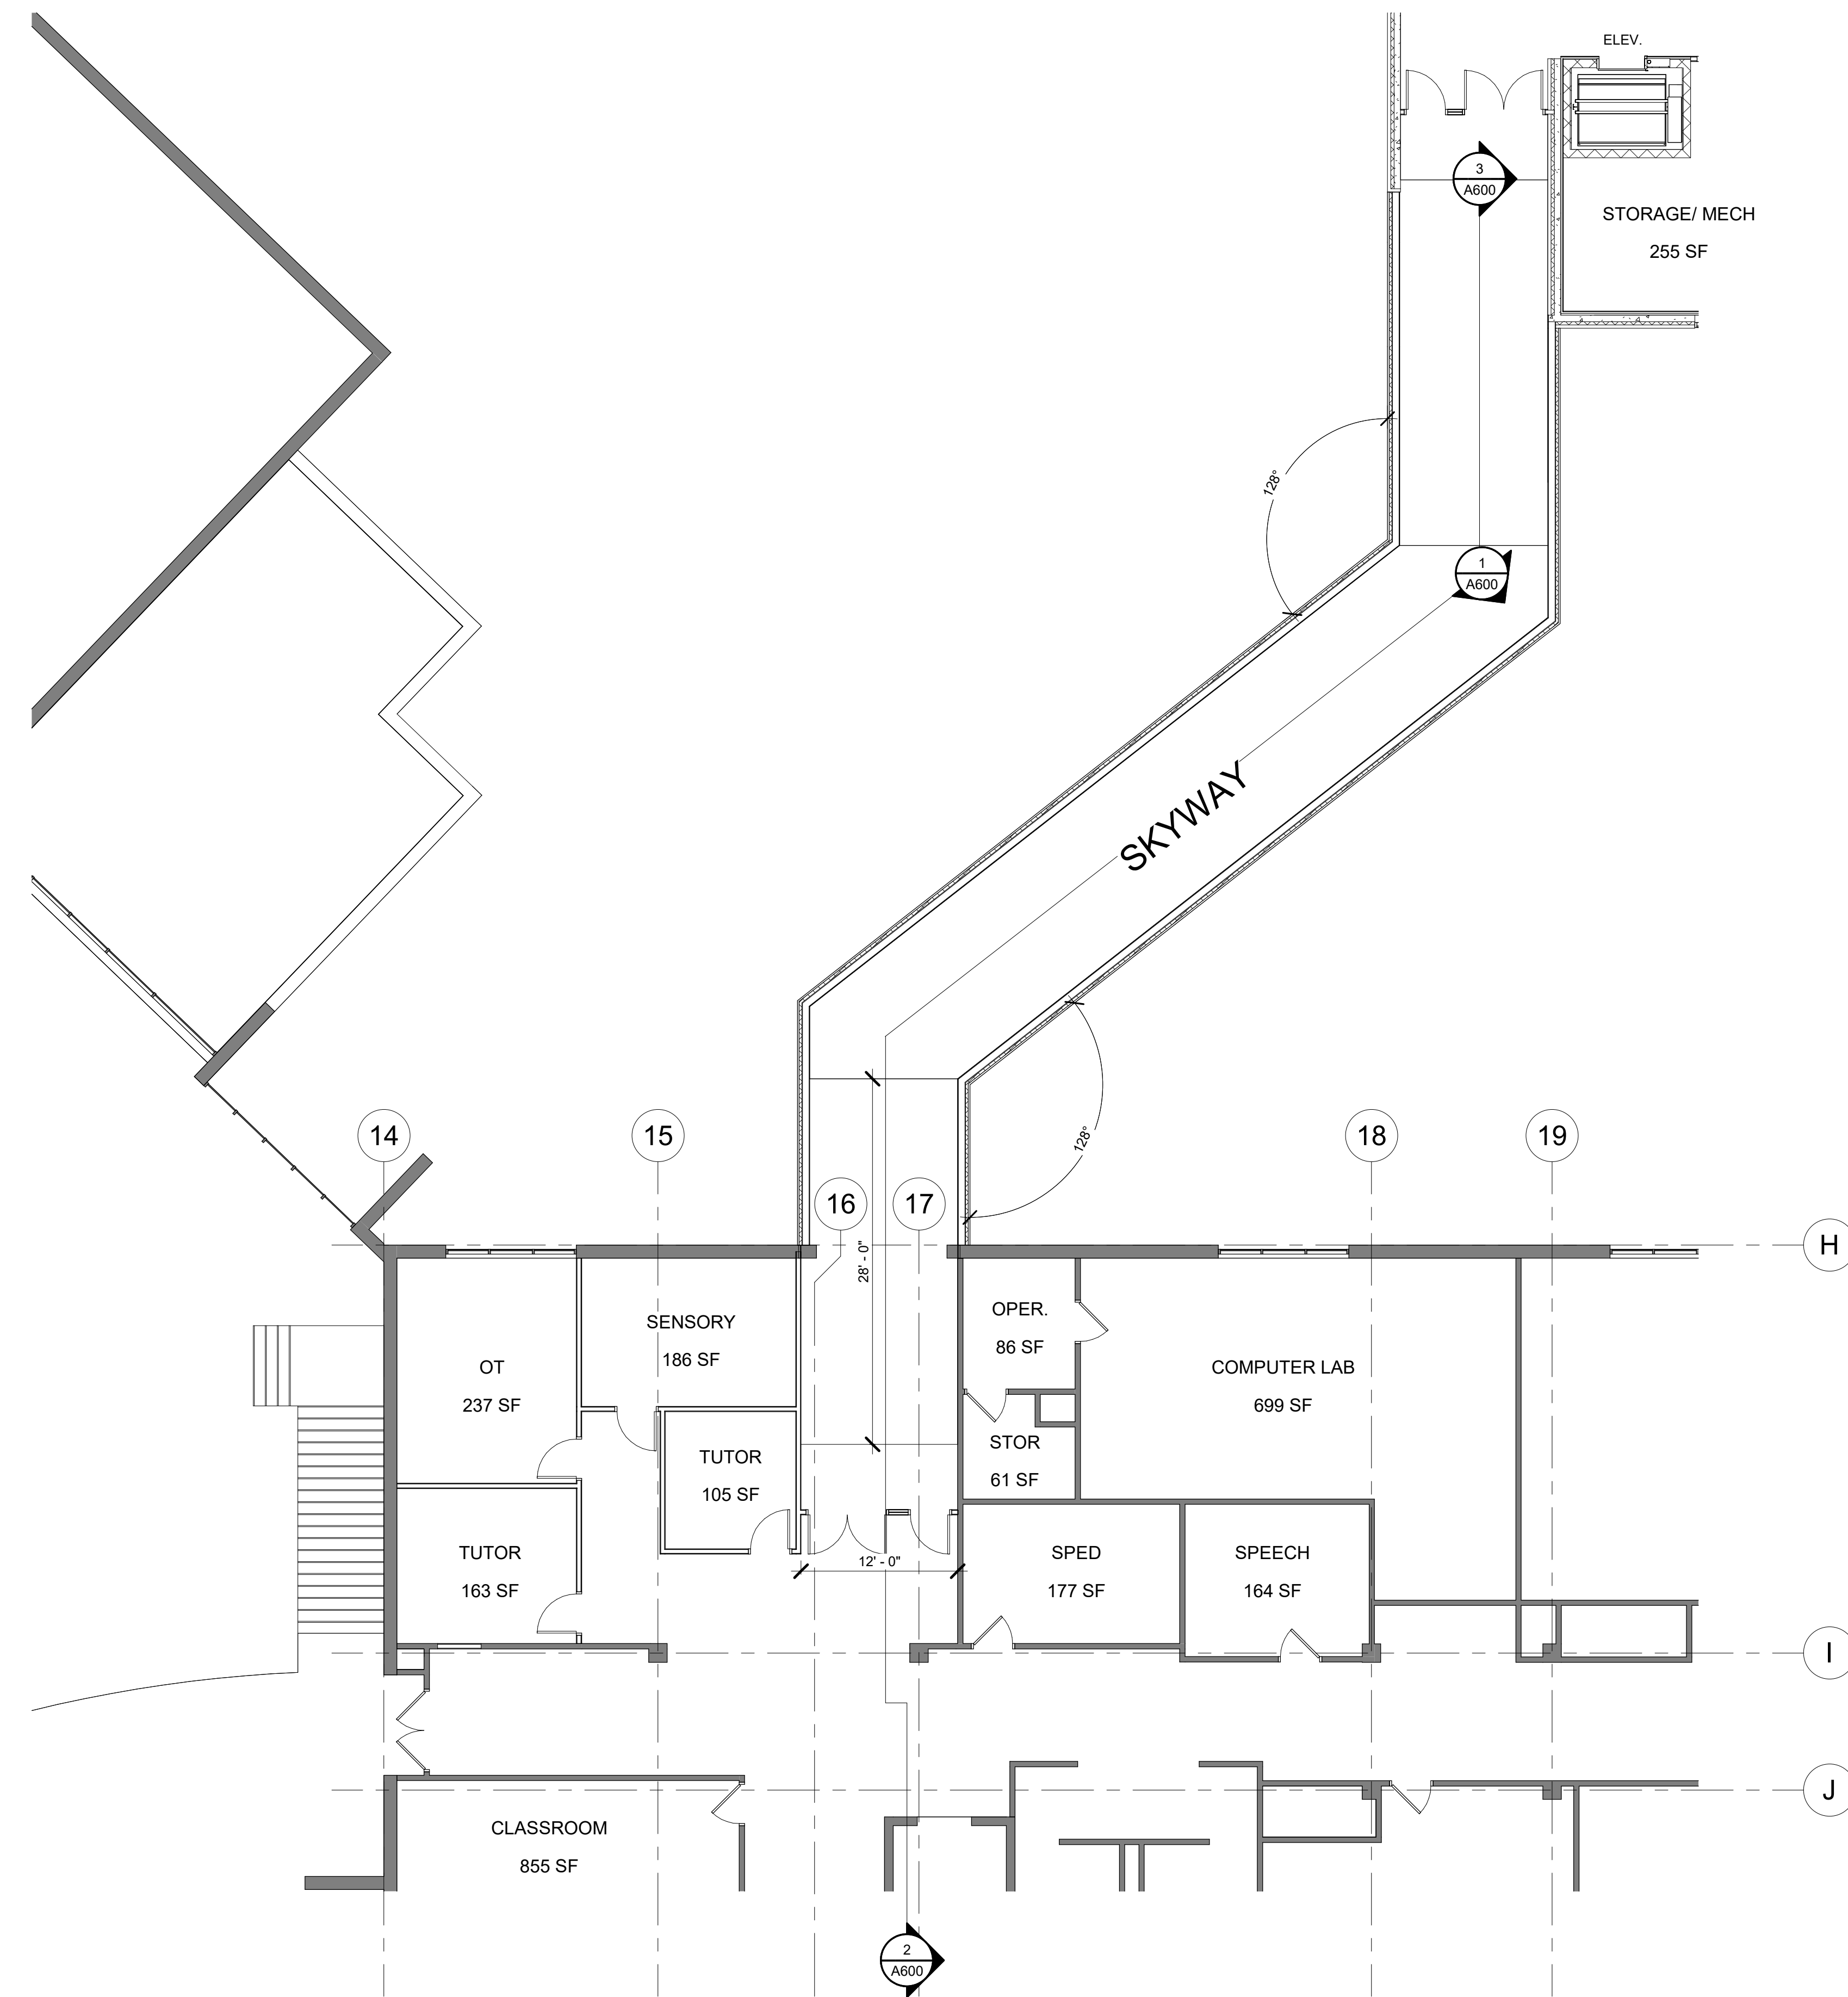 ELEV.
3
A600
STORAGE/ MECH
255 SF
128°
1
A600
SKYWAY
128°
14
15
18
19
16
17
H
28' - 0"
OPER.
86 SF
SENSORY
186 SF
OT
237 SF
COMPUTER LAB
699 SF
STOR
61 SF
TUTOR
105 SF
TUTOR
163 SF
12' - 0"
SPED
177 SF
SPEECH
164 SF
I
J
CLASSROOM
855 SF
2
A600